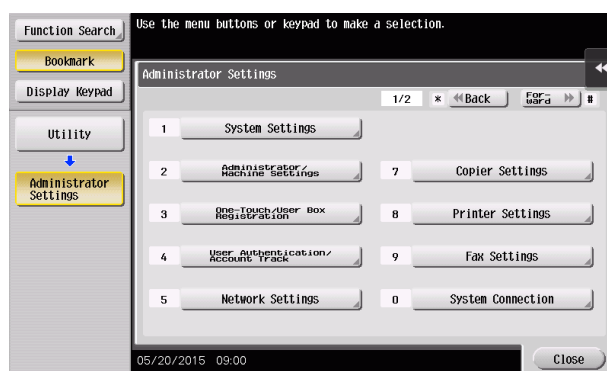 Function Search
Use the menu buttons or keypad to make a selection.
Bookmark
Display Keypad
Administrator Settings
1/2 * Back For-
ward #
Utility
Administrator
Settings
1 System Settings
2 Administrator/
Machine Settings
7 Copier Settings
3 One-Touch/User Box
Registration
8 Printer Settings
4 User Authentication/
Account Track
9 Fax Settings
5 Network Settings
0 System Connection
05/20/2015 09:00
Close